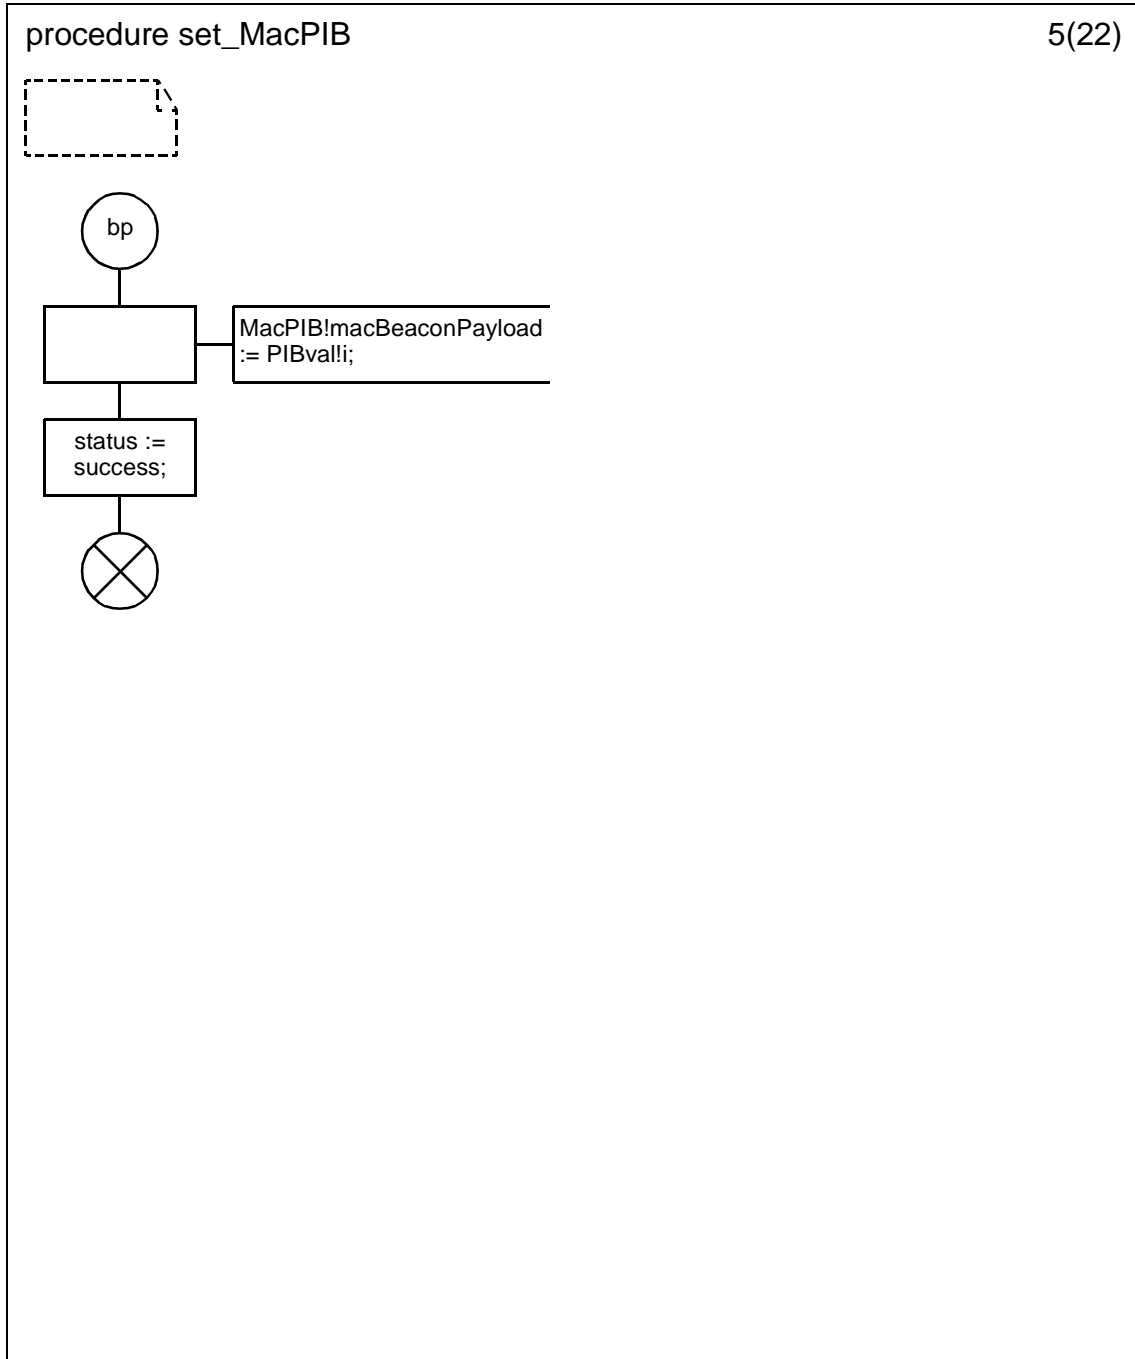 procedure set_MacPIB 5(22)
bp
MacPIB!macBeaconPayload
:= PIBval!i;
status :=
success;